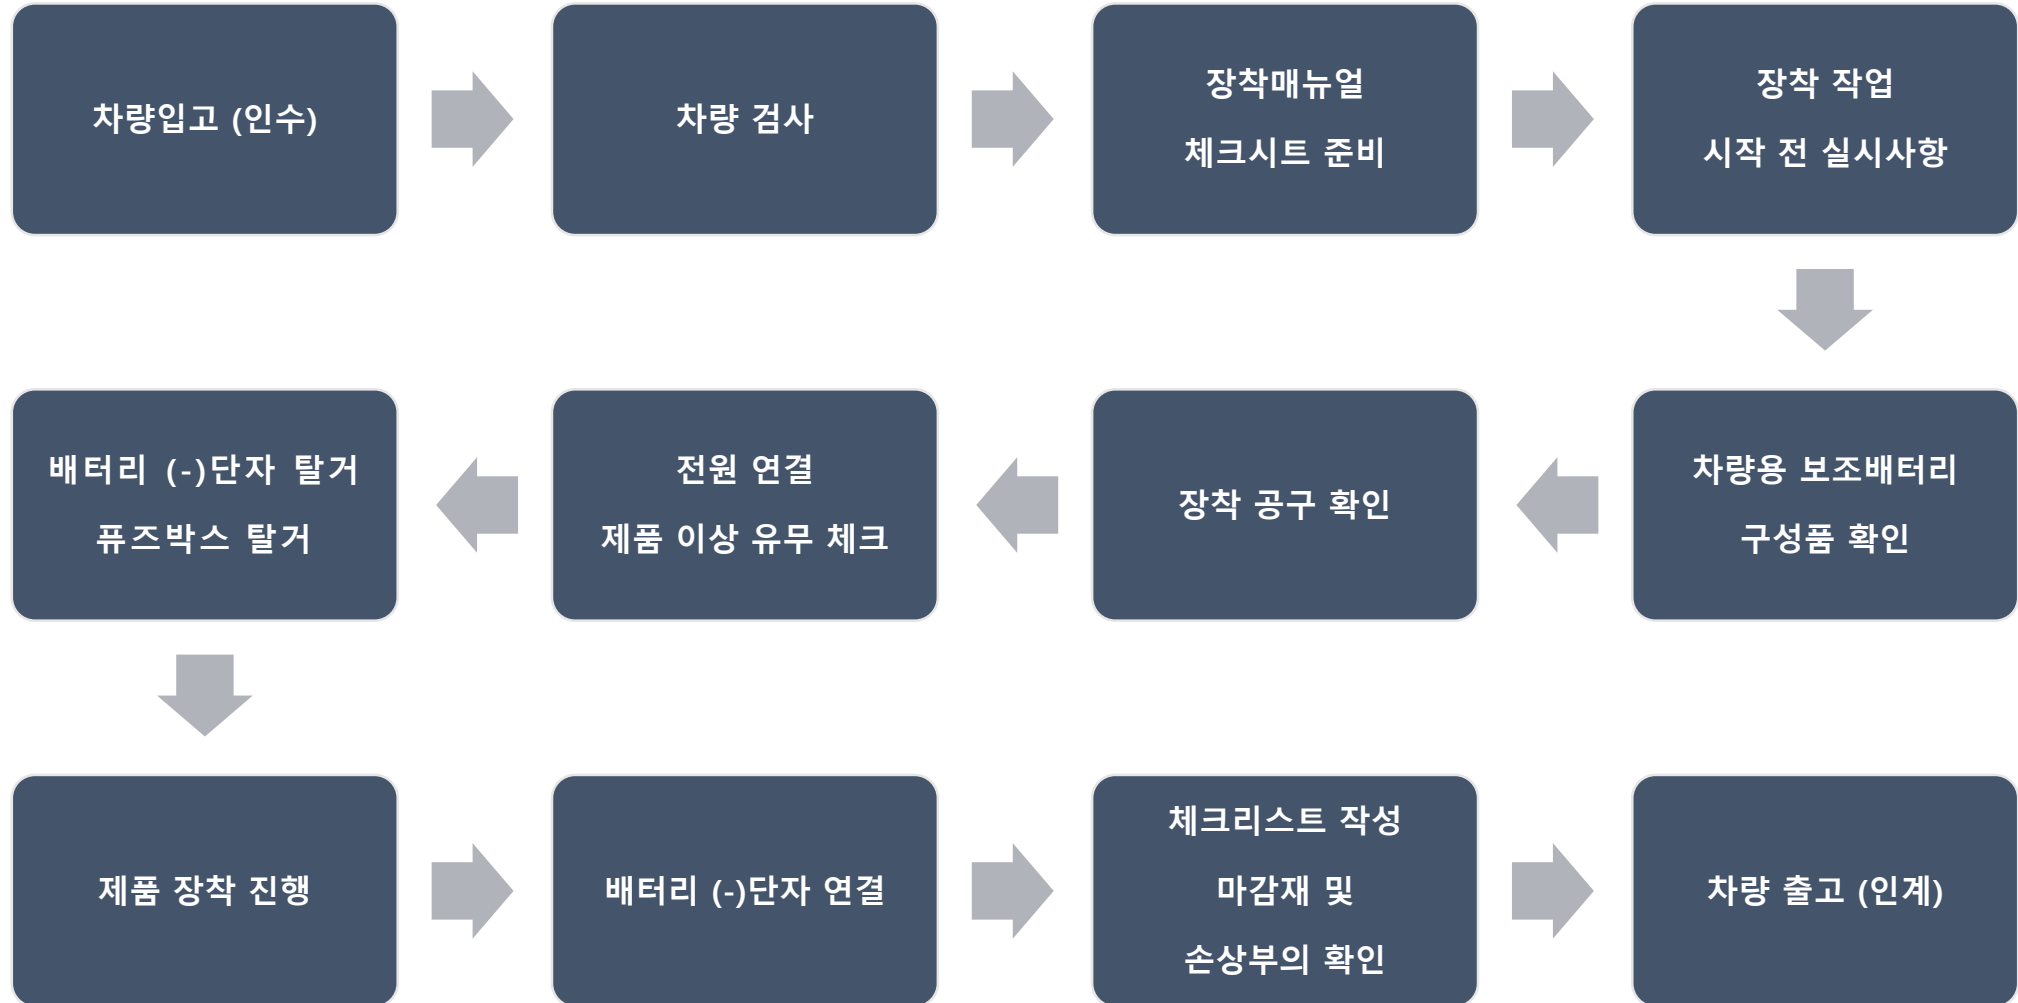 차량입고 (인수)
차량 검사
장착매뉴얼
체크시트 준비
장착 작업
시작 전 실시사항
차량용 보조배터리
구성품 확인
장착 공구 확인
전원 연결
제품 이상 유무 체크
배터리 (-)단자 탈거
퓨즈박스 탈거
제품 장착 진행
배터리 (-)단자 연결
체크리스트 작성
마감재 및
손상부의 확인
차량 출고 (인계)